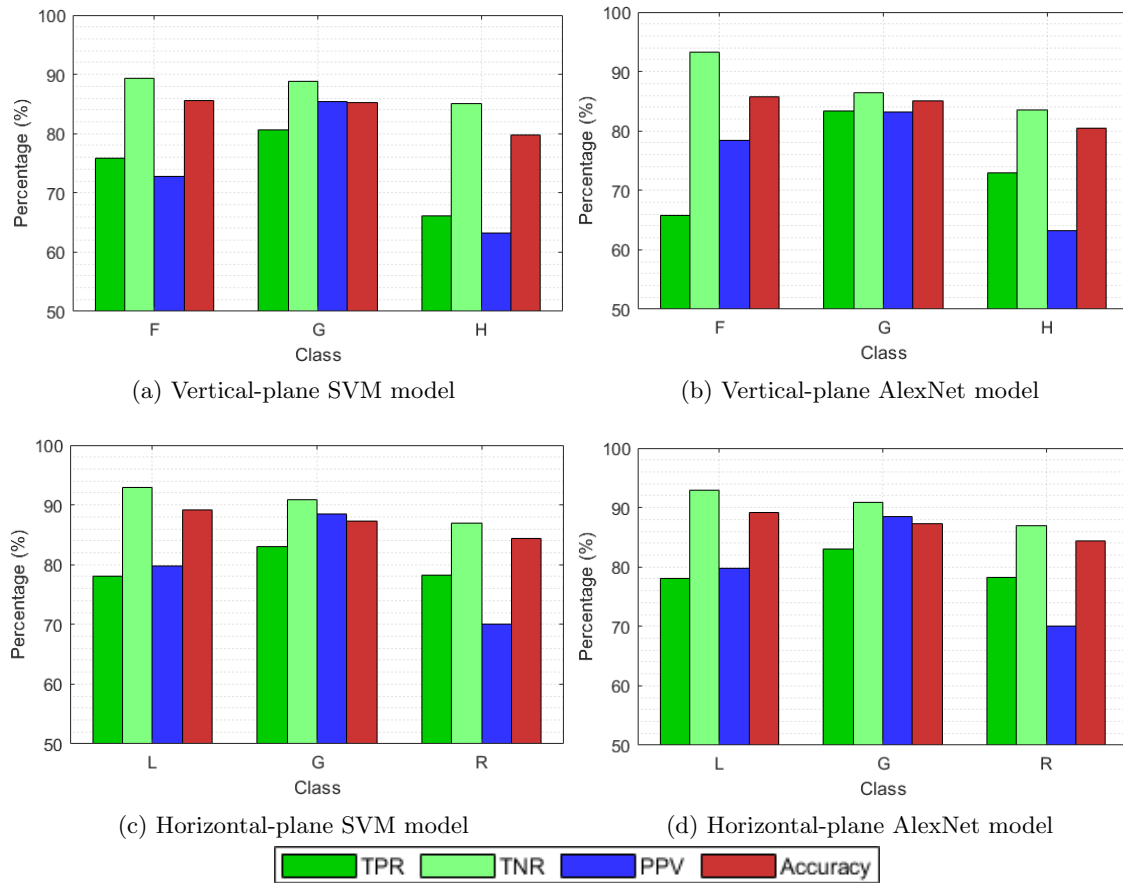 100
90
80
70
60
50
Percentage (%)
F G H
Class
(a) Vertical-plane SVM model
100
90
80
70
60
50
Percentage (%)
F G H
Class
(b) Vertical-plane AlexNet model
100
90
80
70
60
50
Percentage (%)
L G R
Class
(c) Horizontal-plane SVM model
100
90
80
70
60
50
Percentage (%)
L G R
Class
(d) Horizontal-plane AlexNet model
TPR TNR PPV Accuracy